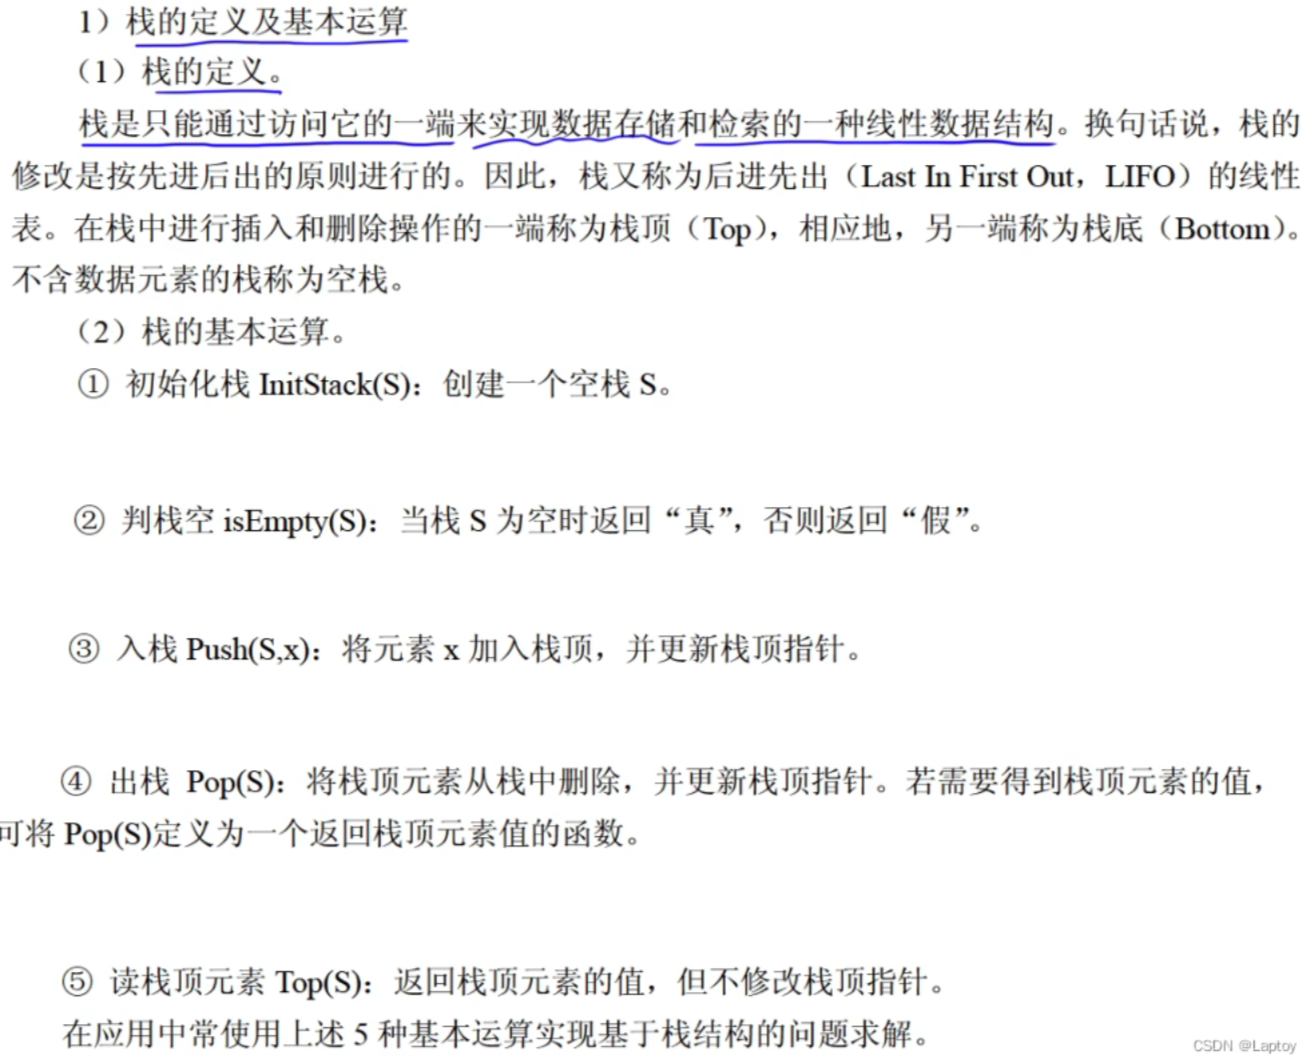 1）栈的定义及基本运算
（1）栈的定义。
栈是只能通过访问它的一端来实现数据存储和检索的一种线性数据结构。换句话说，栈的
修改是按先进后出的原则进行的。因此，栈又称为后进先出（Last In First Out，LIFO）的线性
表。在栈中进行插入和删除操作的一端称为栈顶（Top），相应地，另一端称为栈底（Bottom）。
不含数据元素的栈称为空栈。
（2）栈的基本运算。
① 初始化栈 InitStack(S)：创建一个空栈 S。
② 判栈空 isEmpty(S)：当栈 S 为空时返回“真”，否则返回“假”。
③ 入栈 Push(S,x)：将元素 x 加入栈顶，并更新栈顶指针。
④ 出栈 Pop(S)：将栈顶元素从栈中删除，并更新栈顶指针。若需要得到栈顶元素的值，
可将 Pop(S)定义为一个返回栈顶元素值的函数。
⑤ 读栈顶元素 Top(S)：返回栈顶元素的值，但不修改栈顶指针。
在应用中常使用上述 5 种基本运算实现基于栈结构的问题求解。
CSDN @Laptoy